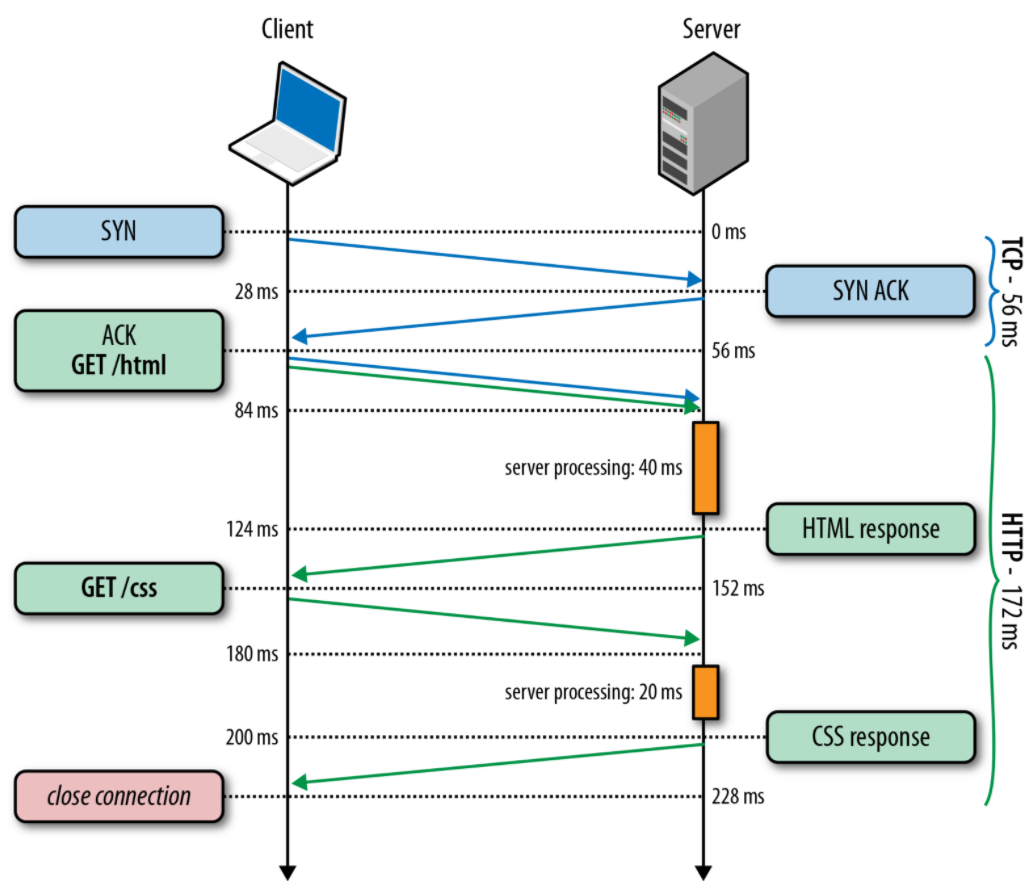 Client
Server
SYN
0 ms
28 ms
SYN ACK
TCP - 56 ms
ACK
GET /html
56 ms
84 ms
server processing: 40 ms
124 ms
HTML response
HTTP - 172 ms
GET /css
152 ms
180 ms
server processing: 20 ms
200 ms
CSS response
close connection
228 ms